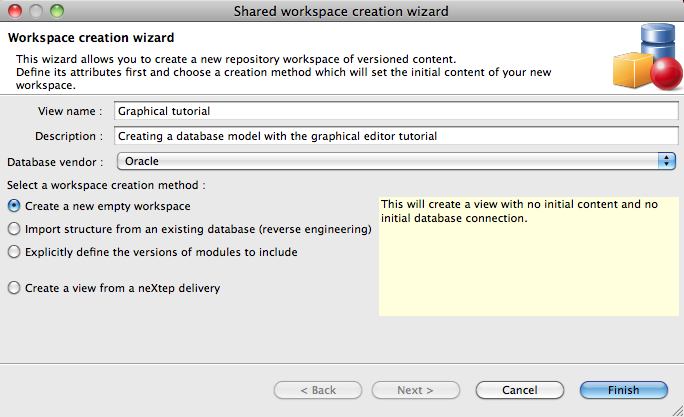 Shared workspace creation wizard
Workspace creation wizard
This wizard allows you to create a new repository workspace of versioned content.
Define its attributes first and choose a creation method which will set the initial content of your new
workspace.
View name : Graphical tutorial
Description : Creating a database model with the graphical editor tutorial
Database vendor : Oracle
Select a workspace creation method :
Create a new empty workspace
Import structure from an existing database (reverse engineering)
Explicitly define the versions of modules to include
Create a view from a neXtep delivery
This will create a view with no initial content and no
initial database connection.
< Back Next > Cancel Finish